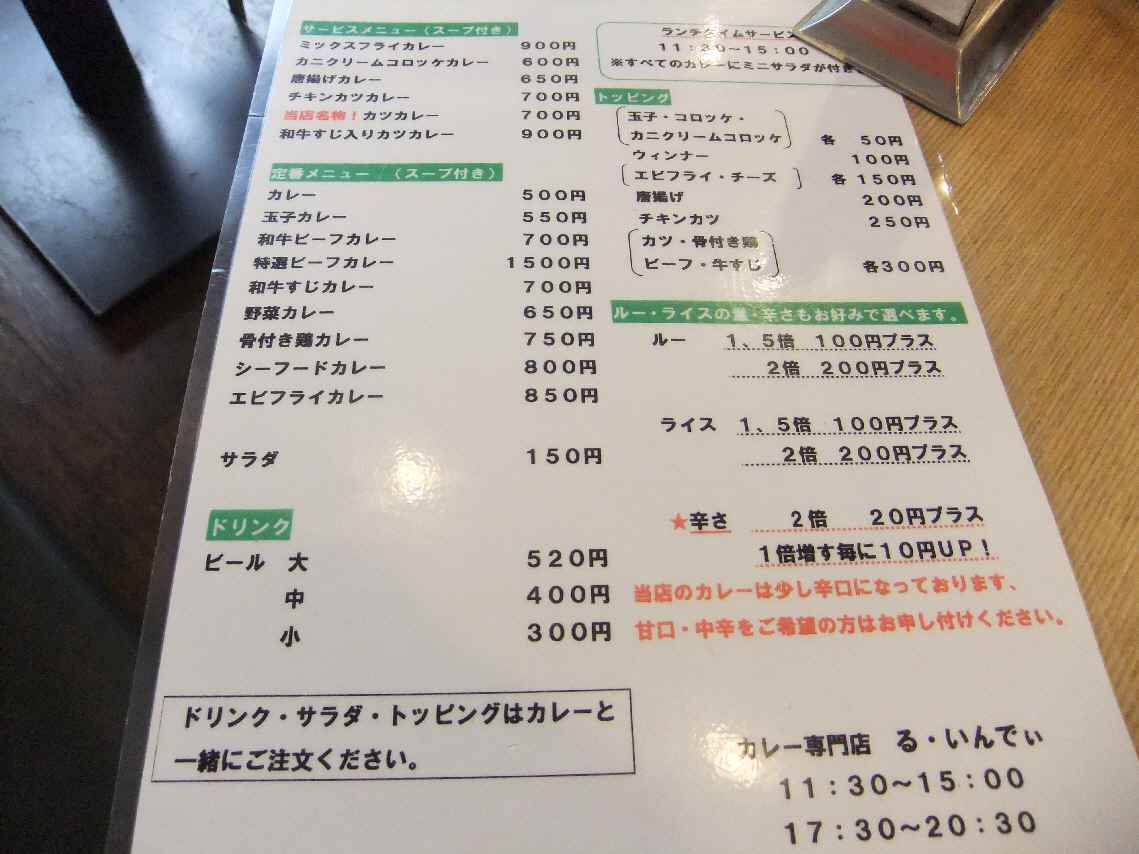 サービスメニュー（スープ付き）
ミックスフライカレー　９００円
カニクリームコロッケカレー　６００円
唐揚げカレー　６５０円
チキンカツカレー　７００円
当店名物！カツカレー　７００円
和牛すじ入りカツカレー　９００円
定番メニュー　（スープ付き）
カレー　５００円
玉子カレー　５５０円
和牛ビーフカレー　７００円
特選ビーフカレー　１５００円
和牛すじカレー　７００円
野菜カレー　６５０円
骨付き鶏カレー　７５０円
シーフードカレー　８００円
エビフライカレー　８５０円
サラダ　１５０円
ドリンク
ビール　大　５２０円
中　４００円
小　３００円
ドリンク・サラダ・トッピングはカレーと
一緒にご注文ください。
ランチタイムサービス
１１：３０～１５：００
※すべてのカレーにミニサラダが付き
トッピング
玉子・コロッケ・
カニクリームコロッケ　各　５０円
ウィンナー　１００円
エビフライ・チーズ　各１５０円
唐揚げ　２００円
チキンカツ　２５０円
カツ・骨付き鶏
ビーフ・牛すじ　各３００円
ルー・ライスの量・辛さもお好みで選べます。
ルー　１、５倍　１００円プラス
２倍　２００円プラス
ライス　１、５倍　１００円プラス
２倍　２００円プラス
★辛さ　２倍　２０円プラス
１倍増す毎に１０円ＵＰ！
当店のカレーは少し辛口になっております、
甘口・中辛をご希望の方はお申し付けください。
カレー専門店　る・いんでぃ
１１：３０～１５：００
１７：３０～２０：３０